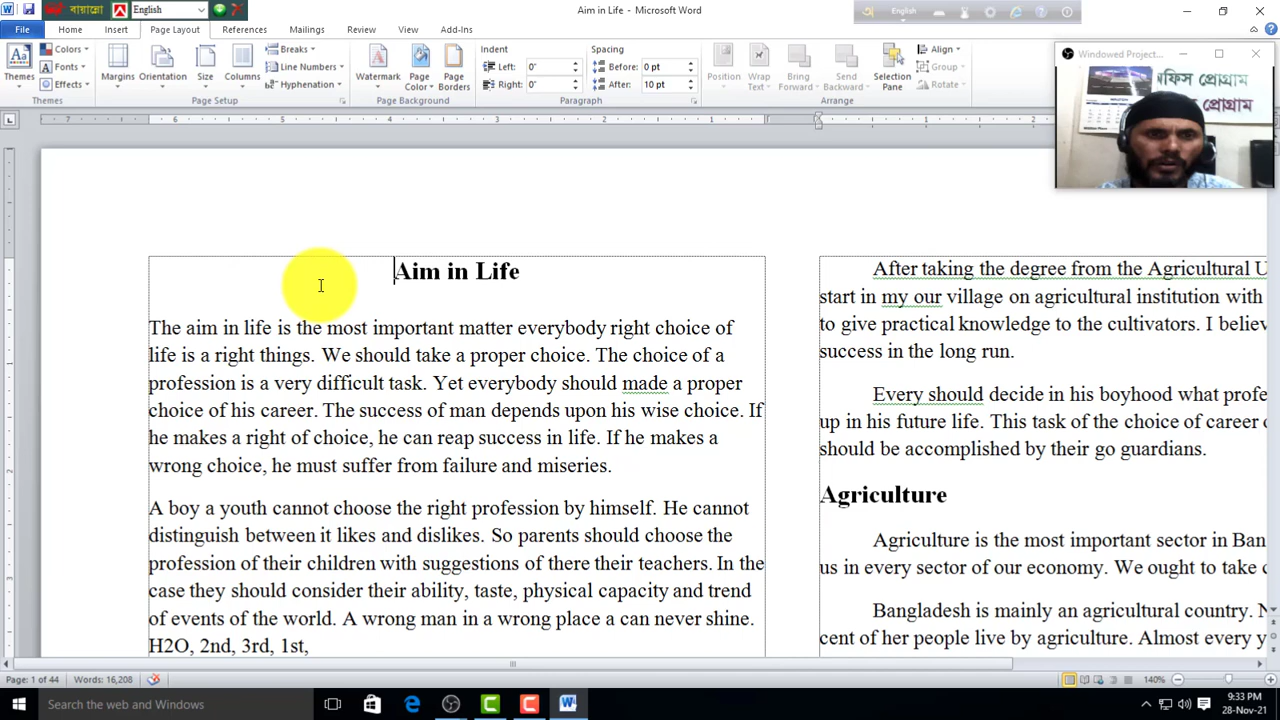 বায়ান্নো English Aim in Life - Microsoft Word English
File Home Insert Page Layout References Mailings Review View Add-Ins
Themes Colors Fonts Effects Themes
Margins Orientation Size Columns Breaks Line Numbers Hyphenation Page Setup
Watermark Page Color Page Borders Page Background
Indent Left: 0" Right: 0" Spacing Before: 0 pt After: 10 pt Paragraph
Position Wrap Text Bring Forward Send Backward Selection Pane Align Group Rotate Arrange
Windowed Project...
প্রোগ্রাম
প্রোগ্রাম
7 6 5 4 3 2 1 1 2
Aim in Life
The aim in life is the most important matter everybody right choice of
life is a right things. We should take a proper choice. The choice of a
profession is a very difficult task. Yet everybody should made a proper
choice of his career. The success of man depends upon his wise choice. If
he makes a right of choice, he can reap success in life. If he makes a
wrong choice, he must suffer from failure and miseries.
A boy a youth cannot choose the right profession by himself. He cannot
distinguish between it likes and dislikes. So parents should choose the
profession of their children with suggestions of there their teachers. In the
case they should consider their ability, taste, physical capacity and trend
of events of the world. A wrong man in a wrong place a can never shine.
H2O, 2nd, 3rd, 1st,
After taking the degree from the Agricultural U
start in my our village on agricultural institution with
to give practical knowledge to the cultivators. I believ
success in the long run.
Every should decide in his boyhood what profe
up in his future life. This task of the choice of career o
should be accomplished by their go guardians.
Agriculture
Agriculture is the most important sector in Ban
us in every sector of our economy. We ought to take c
Bangladesh is mainly an agricultural country. N
cent of her people live by agriculture. Almost every y
Page: 1 of 44 Words: 16,208 140%
Search the web and Windows 9:33 PM
28-Nov-21